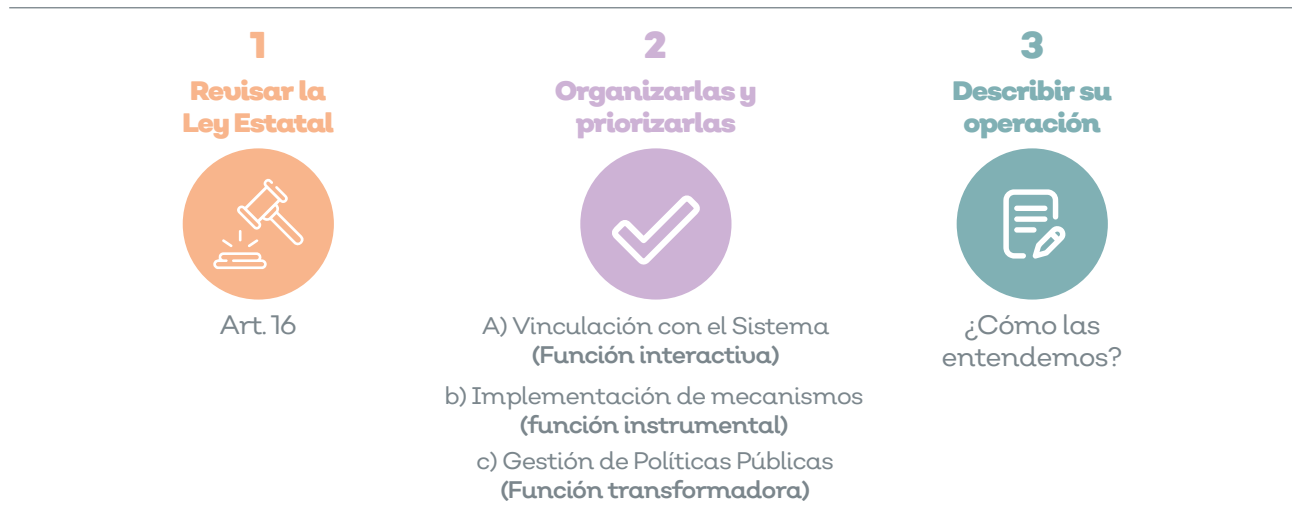 1
Revisar la
Ley Estatal
Art. 16
2
Organizarlas y
priorizarlas
A) Vinculación con el Sistema
(Función interactiva)
b) Implementación de mecanismos
(función instrumental)
c) Gestión de Políticas Públicas
(Función transformadora)
3
Describir su
operación
¿Cómo las
entendemos?